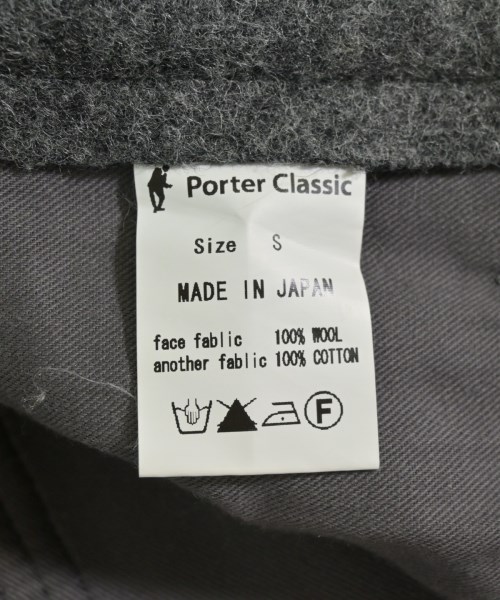 Porter Classic
Size S
MADE IN JAPAN
face fablic 100% WOOL
another fablic 100% COTTON
F